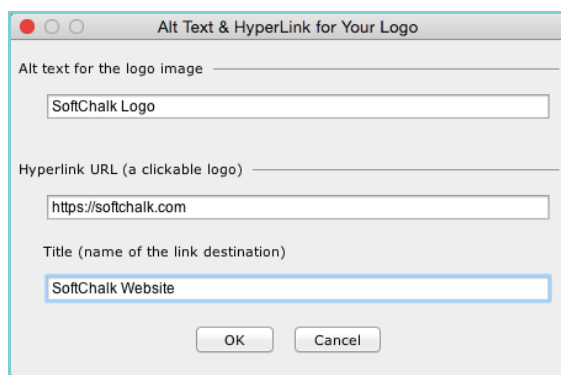 Alt Text & HyperLink for Your Logo
Alt text for the logo image
SoftChalk Logo
Hyperlink URL (a clickable logo)
https://softchalk.com
Title (name of the link destination)
SoftChalk Website
OK Cancel